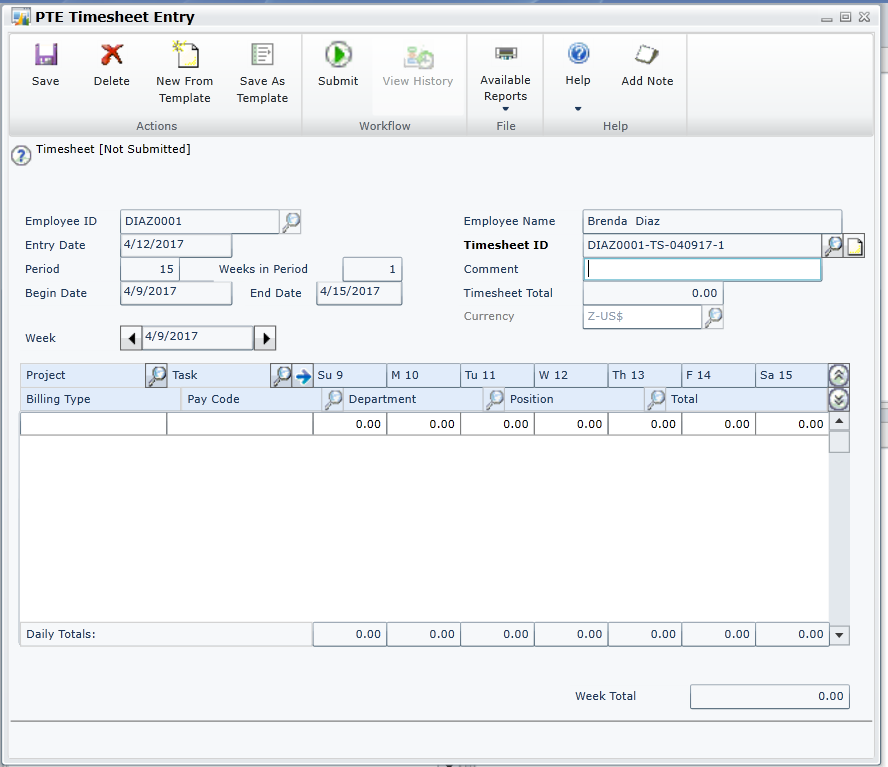 PTE Timesheet Entry
Save
Delete
New From Template
Save As Template
Submit
View History
Available Reports
Help
Add Note
Actions
Workflow
File
Help
Timesheet [Not Submitted]
Employee ID DIAZ0001 Employee Name Brenda Diaz
Entry Date 4/12/2017 Timesheet ID DIAZ0001-TS-040917-1
Period 15 Weeks in Period 1 Comment
Begin Date 4/9/2017 End Date 4/15/2017 Timesheet Total 0.00
Currency Z-US$
Week 4/9/2017
Project Task Su 9 M 10 Tu 11 W 12 Th 13 F 14 Sa 15
Billing Type Pay Code Department Position Total
0.00 0.00 0.00 0.00 0.00 0.00 0.00
Daily Totals: 0.00 0.00 0.00 0.00 0.00 0.00 0.00
Week Total 0.00